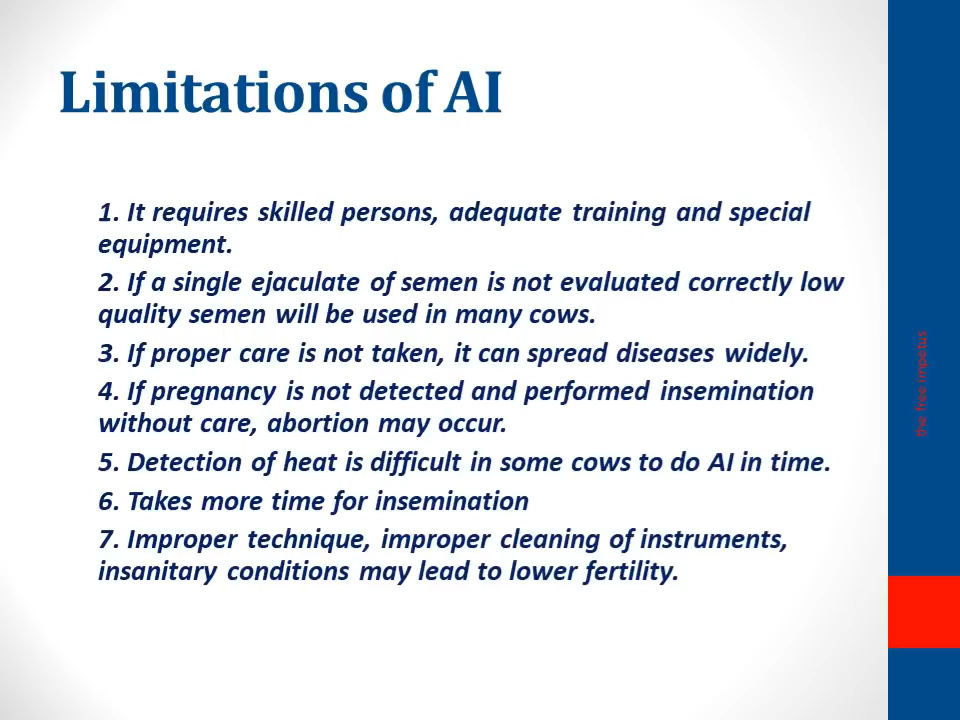 Limitations of AI
1. It requires skilled persons, adequate training and special
equipment.
2. If a single ejaculate of semen is not evaluated correctly low
quality semen will be used in many cows.
3. If proper care is not taken, it can spread diseases widely.
4. If pregnancy is not detected and performed insemination
without care, abortion may occur.
5. Detection of heat is difficult in some cows to do AI in time.
6. Takes more time for insemination
7. Improper technique, improper cleaning of instruments,
insanitary conditions may lead to lower fertility.
the free impetus